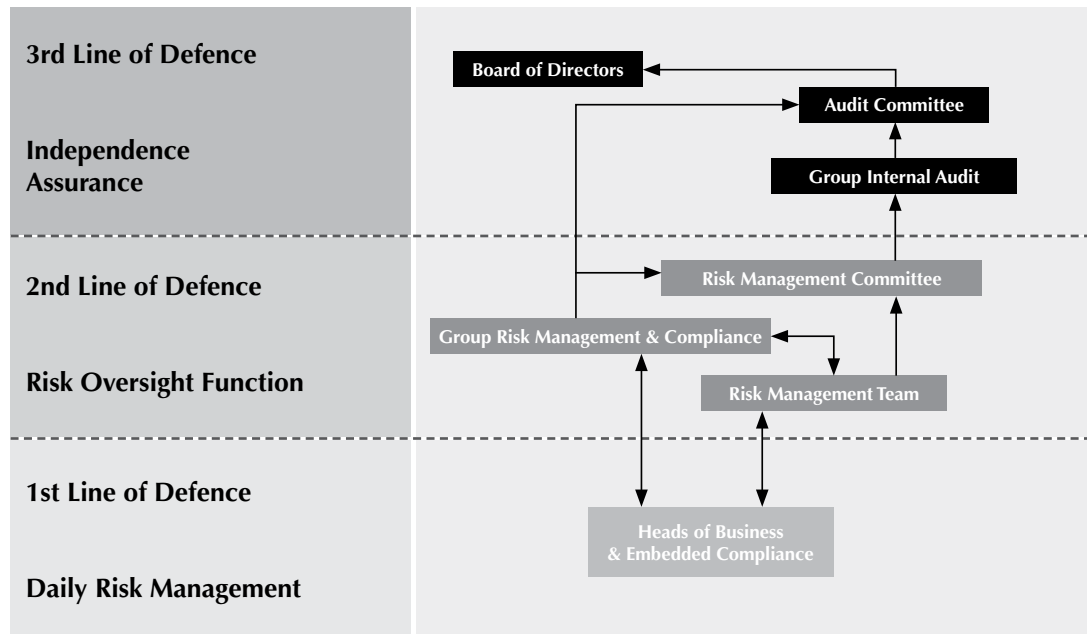 3rd Line of Defence
Independence
Assurance
Board of Directors
Audit Committee
Group Internal Audit
2nd Line of Defence
Risk Oversight Function
Risk Management Committee
Group Risk Management & Compliance
Risk Management Team
1st Line of Defence
Daily Risk Management
Heads of Business
& Embedded Compliance